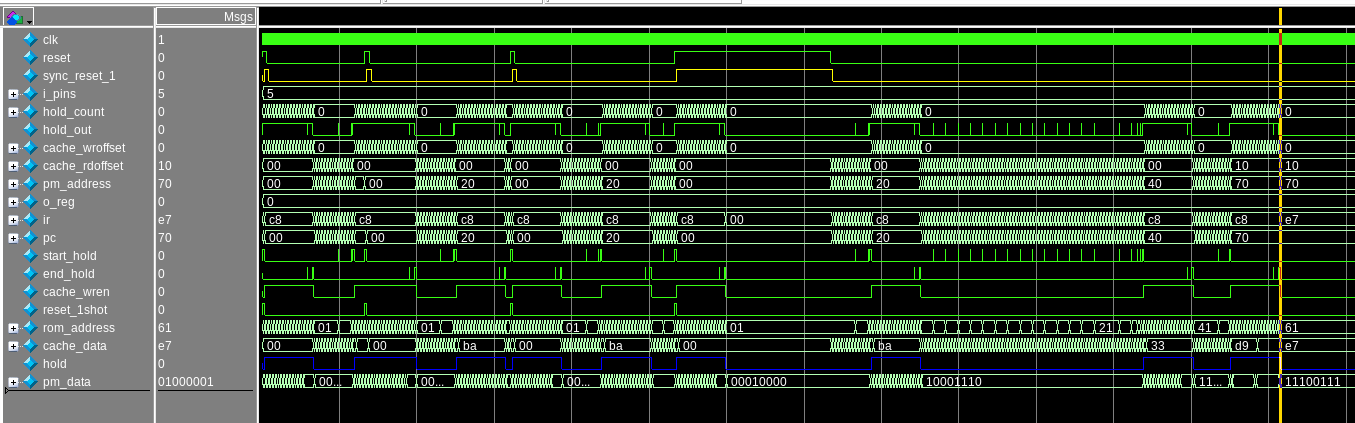 Msgs
clk 1
reset 0
sync_reset_1 0
i_pins 5 5
hold_count 0 0 0 0 0 0 0 0 0
hold_out 0
cache_wroffset 0 0 0 0 0 0 0 0 0
cache_rdoffset 10 00 00 00 00 00 00 00 00 00 10 10
pm_address 70 00 00 20 00 20 00 20 40 70 70
o_reg 0 0
ir e7 c8 c8 c8 c8 c8 c8 00 c8 c8 c8 e7
pc 70 00 00 20 00 20 00 20 40 70
start_hold 0
end_hold 0
cache_wren 0
reset_1shot 0
rom_address 61 01 01 01 01 21 41 61
cache_data e7 00 00 ba 00 ba 00 ba 33 d9 e7
hold 0
pm_data 01000001 00... 00... 00... 00010000 10001110 11... 11100111